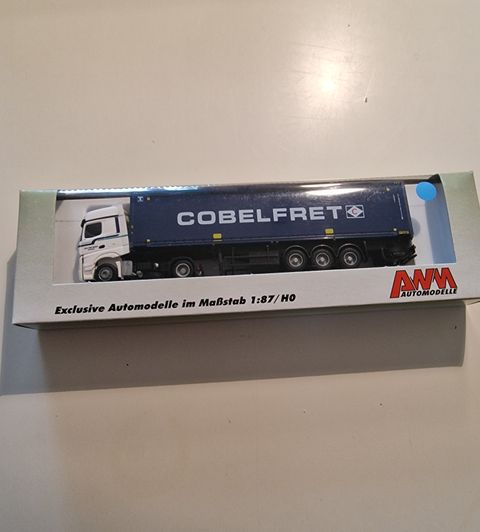 COBELFRET
Exclusive Automodelle im Maßstab 1:87/H0
AWM
AUTOMODELLE